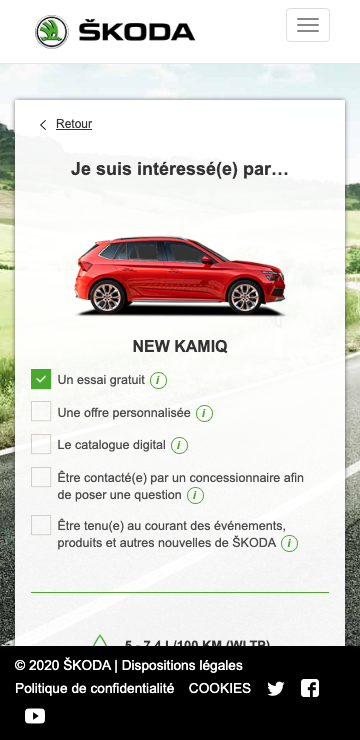 ŠKODA
Retour
Je suis intéressé(e) par…
NEW KAMIQ
Un essai gratuit i
Une offre personnalisée i
Le catalogue digital i
Être contacté(e) par un concessionnaire afin
de poser une question i
Être tenu(e) au courant des événements,
produits et autres nouvelles de ŠKODA i
5 - 7,4 L/100 KM (WLTP)
© 2020 ŠKODA | Dispositions légales
Politique de confidentialité COOKIES